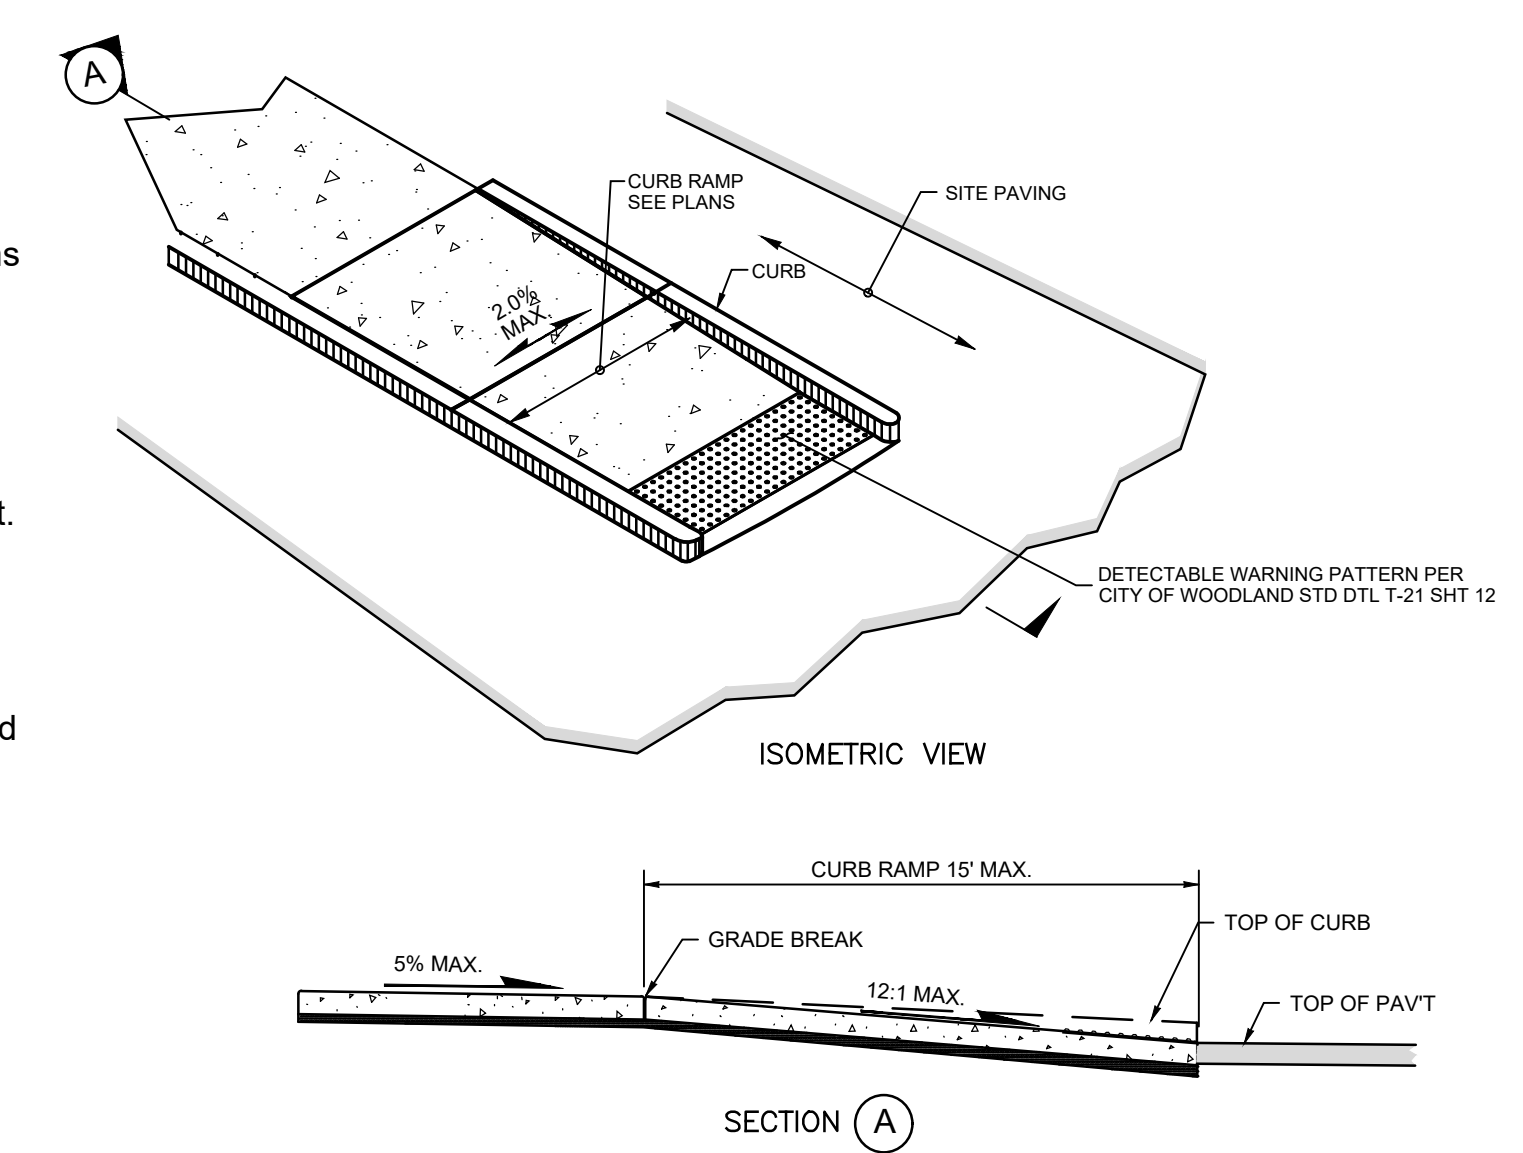 A
CURB RAMP
SEE PLANS
SITE PAVING
CURB
2.0%
MAX.
ns
t.
d
DETECTABLE WARNING PATTERN PER
CITY OF WOODLAND STD DTL T-21 SHT 12
ISOMETRIC VIEW
CURB RAMP 15' MAX.
TOP OF CURB
GRADE BREAK
5% MAX.
12:1 MAX.
TOP OF PAV'T
SECTION A